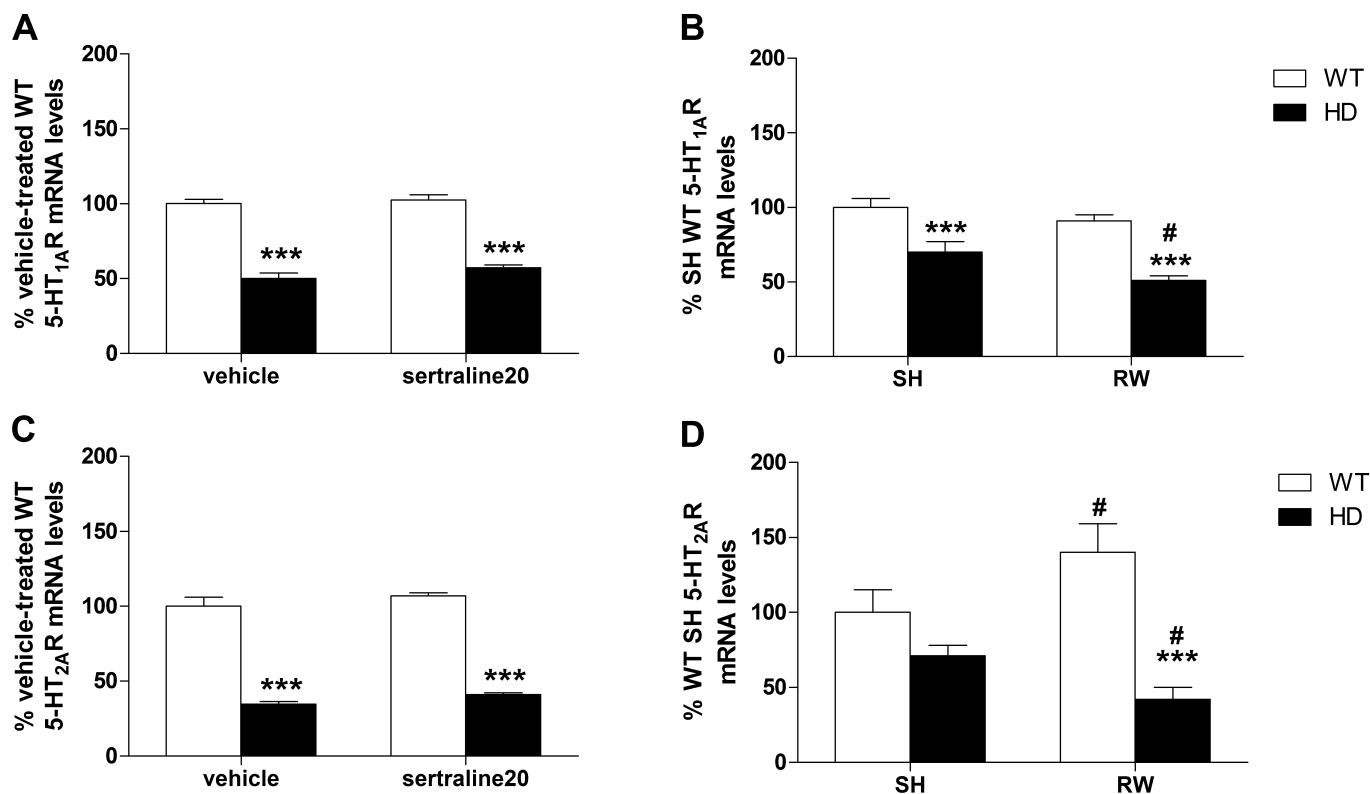 A
% vehicle-treated WT
5-HT1AR mRNA levels
200
150
100
50
0
***
***
vehicle
sertraline20
B
% SH WT 5-HT1AR
mRNA levels
200
150
100
50
0
***
#
***
SH
RW
WT
HD
C
% vehicle-treated WT
5-HT2AR mRNA levels
200
150
100
50
0
***
***
vehicle
sertraline20
D
% WT SH 5-HT2AR
mRNA levels
200
150
100
50
0
#
#
***
SH
RW
WT
HD